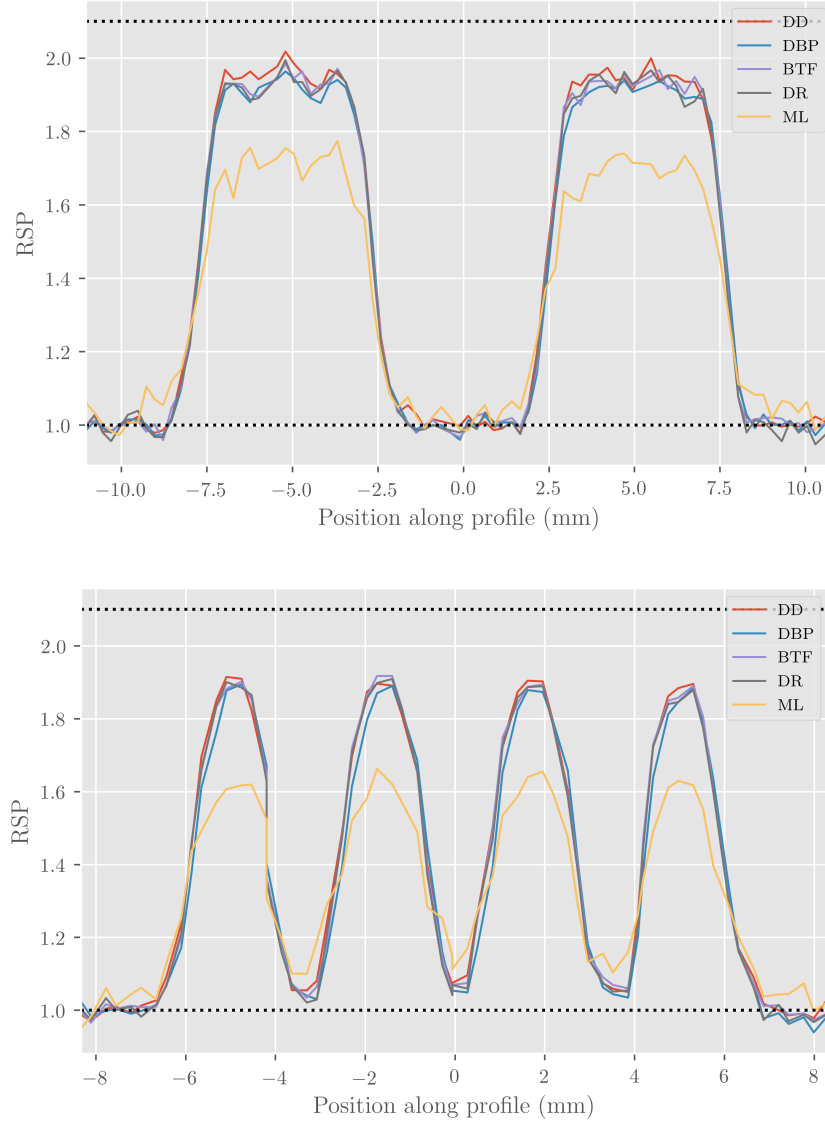 2.0
1.8
1.6
1.4
1.2
1.0
RSP
−10.0 −7.5 −5.0 −2.5 0.0 2.5 5.0 7.5 10.0
Position along profile (mm)
DD
DBP
BTF
DR
ML
2.0
1.8
1.6
1.4
1.2
1.0
RSP
−8 −6 −4 −2 0 2 4 6 8
Position along profile (mm)
DD
DBP
BTF
DR
ML